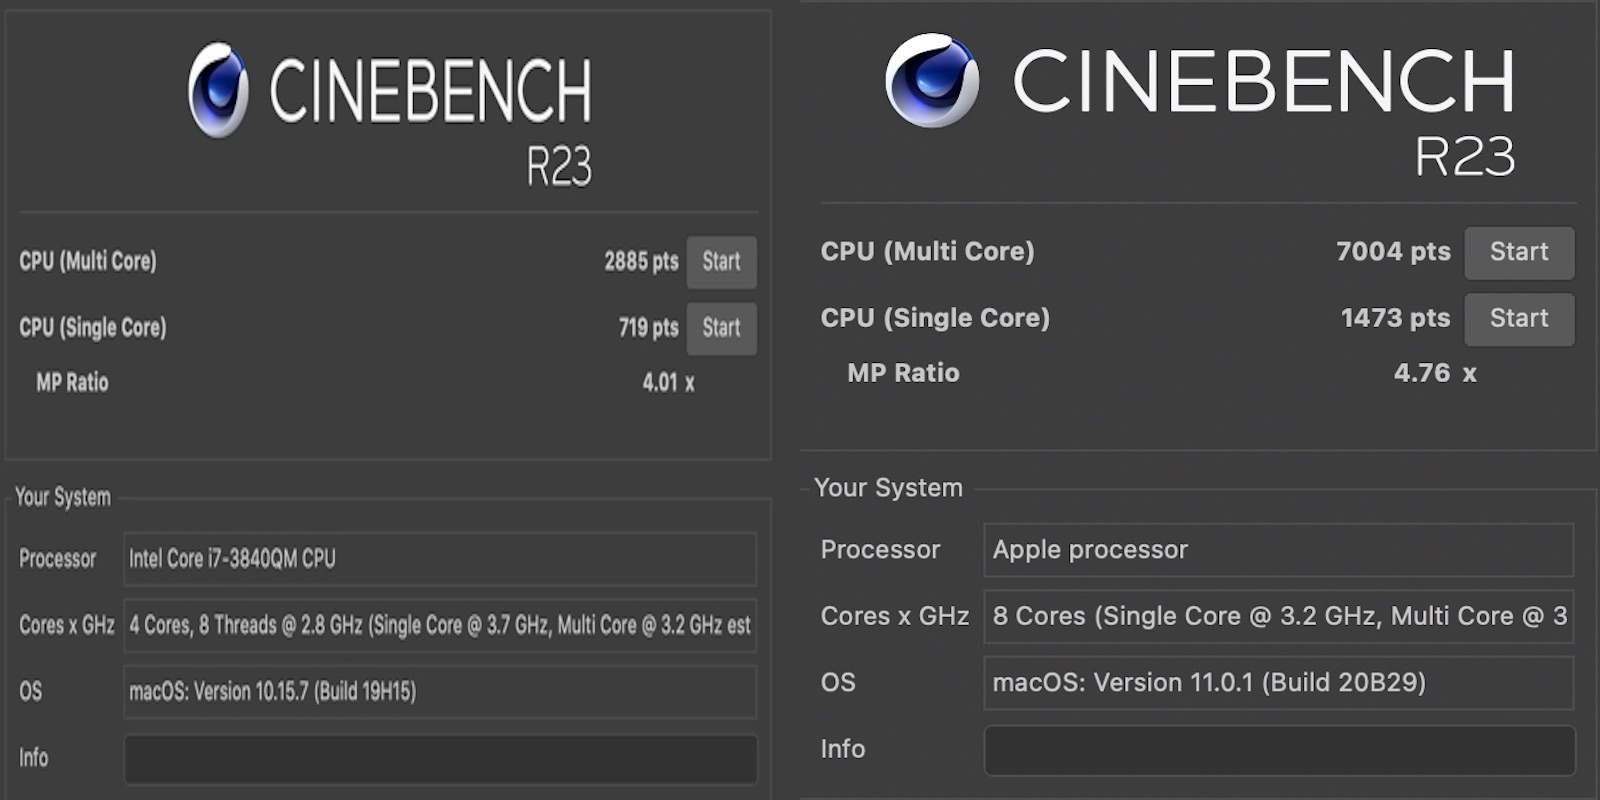 CINEBENCH
R23
CPU (Multi Core) 2885 pts Start
CPU (Single Core) 719 pts Start
MP Ratio 4.01 x
Your System
Processor Intel Core i7-3840QM CPU
Cores x GHz 4 Cores, 8 Threads @ 2.8 GHz (Single Core @ 3.7 GHz, Multi Core @ 3.2 GHz est
OS macOS: Version 10.15.7 (Build 19H15)
Info
CINEBENCH
R23
CPU (Multi Core) 7004 pts Start
CPU (Single Core) 1473 pts Start
MP Ratio 4.76 x
Your System
Processor Apple processor
Cores x GHz 8 Cores (Single Core @ 3.2 GHz, Multi Core @ 3
OS macOS: Version 11.0.1 (Build 20B29)
Info